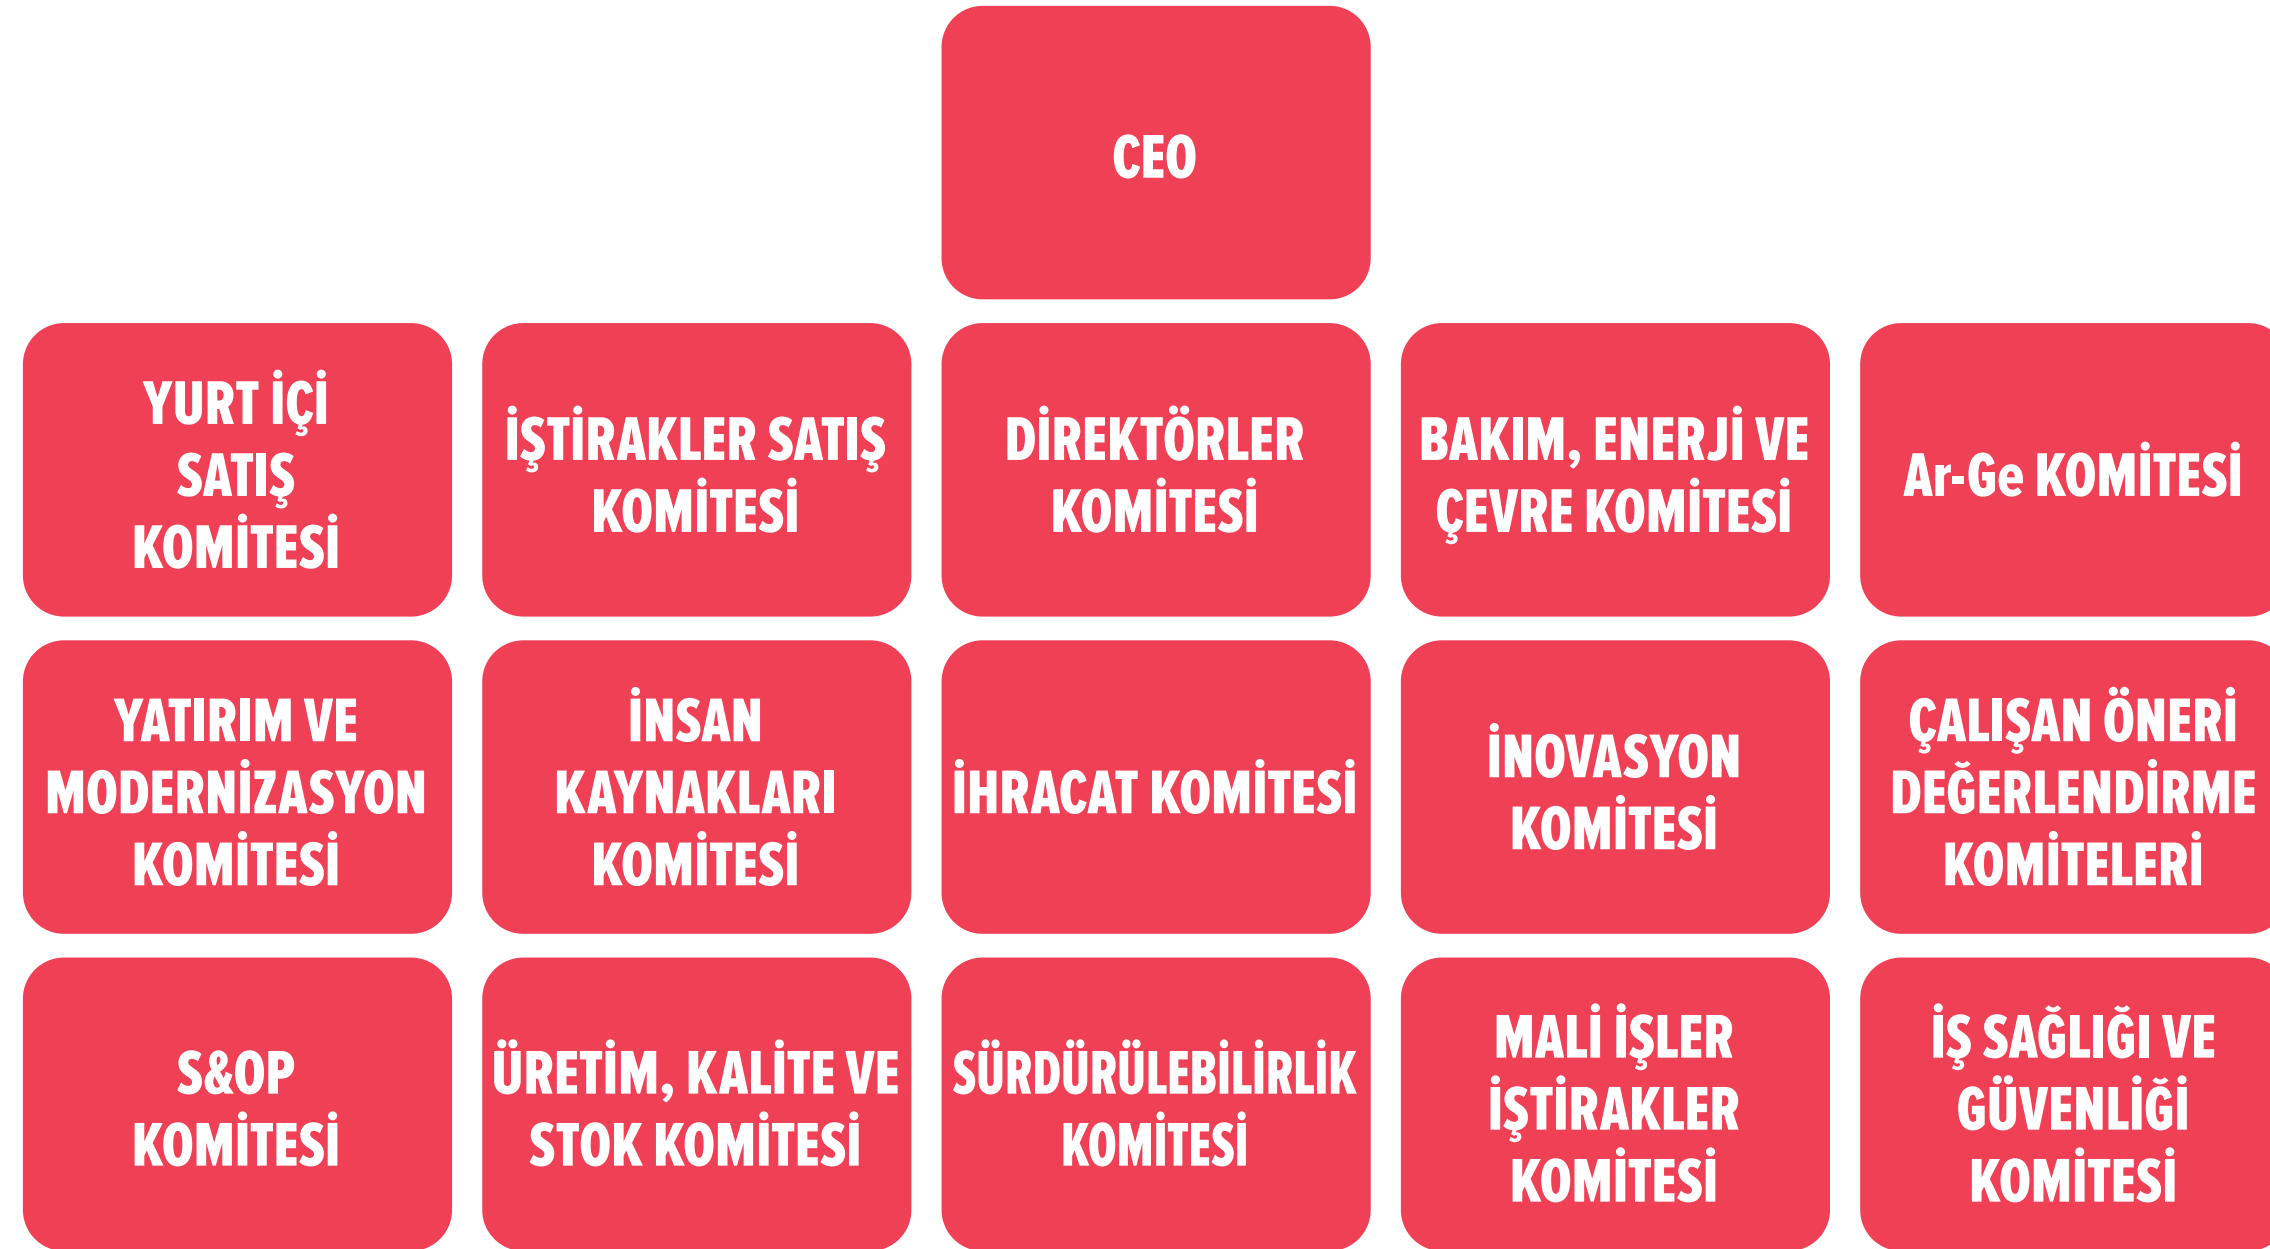 CEO
YURT İÇİ
SATIŞ
KOMİTESİ
İŞTİRAKLER SATIŞ
KOMİTESİ
DİREKTÖRLER
KOMİTESİ
BAKIM, ENERJİ VE
ÇEVRE KOMİTESİ
Ar-Ge KOMİTESİ
YATIRIM VE
MODERNİZASYON
KOMİTESİ
İNSAN
KAYNAKLARI
KOMİTESİ
İHRACAT KOMİTESİ
İNOVASYON
KOMİTESİ
ÇALIŞAN ÖNERİ
DEĞERLENDİRME
KOMİTELERİ
S&OP
KOMİTESİ
ÜRETİM, KALİTE VE
STOK KOMİTESİ
SÜRDÜRÜLEBİLİRLİK
KOMİTESİ
MALİ İŞLER
İŞTİRAKLER
KOMİTESİ
İŞ SAĞLIĞI VE
GÜVENLİĞİ
KOMİTESİ